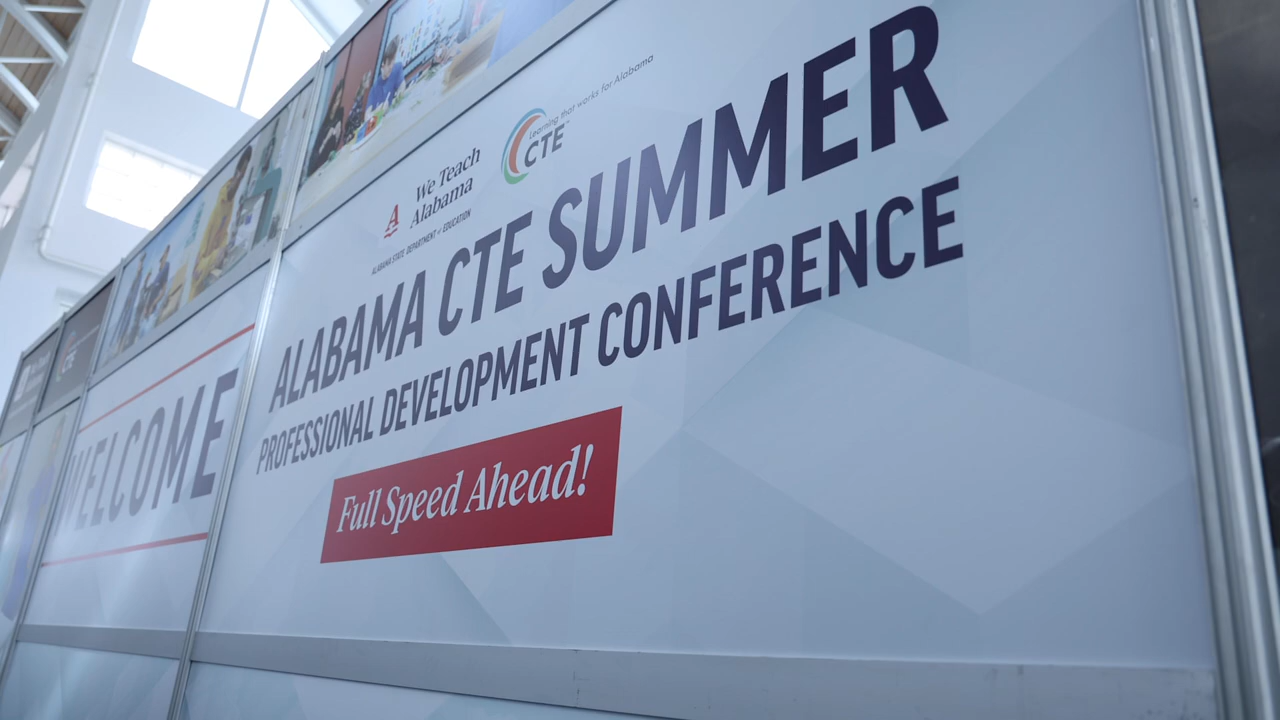 We Teach
Alabama
ALABAMA STATE DEPARTMENT of EDUCATION
Learning that works for Alabama
CTE
ALABAMA CTE SUMMER
PROFESSIONAL DEVELOPMENT CONFERENCE
Full Speed Ahead!
WELCOME